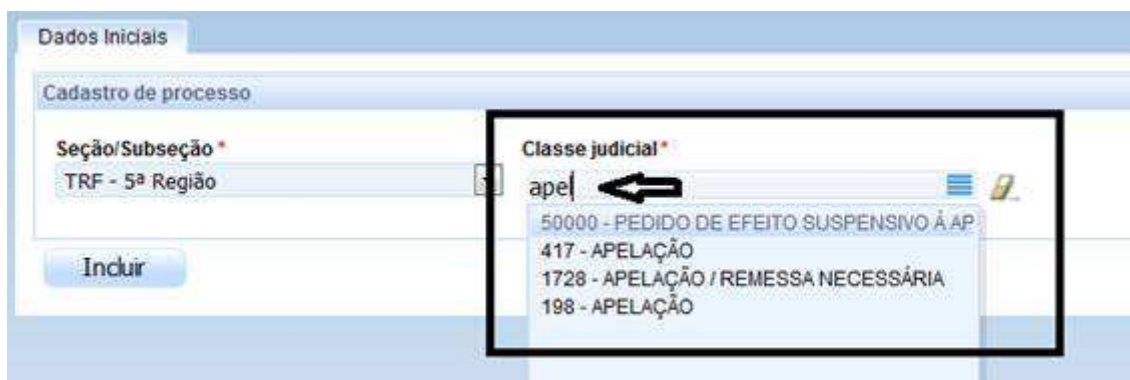 Dados Iniciais
Cadastro de processo
Seção/Subseção *
TRF - 5ª Região
Classe judicial *
apel
50000 - PEDIDO DE EFEITO SUSPENSIVO À AP
417 - APELAÇÃO
1728 - APELAÇÃO / REMESSA NECESSÁRIA
198 - APELAÇÃO
Incluir